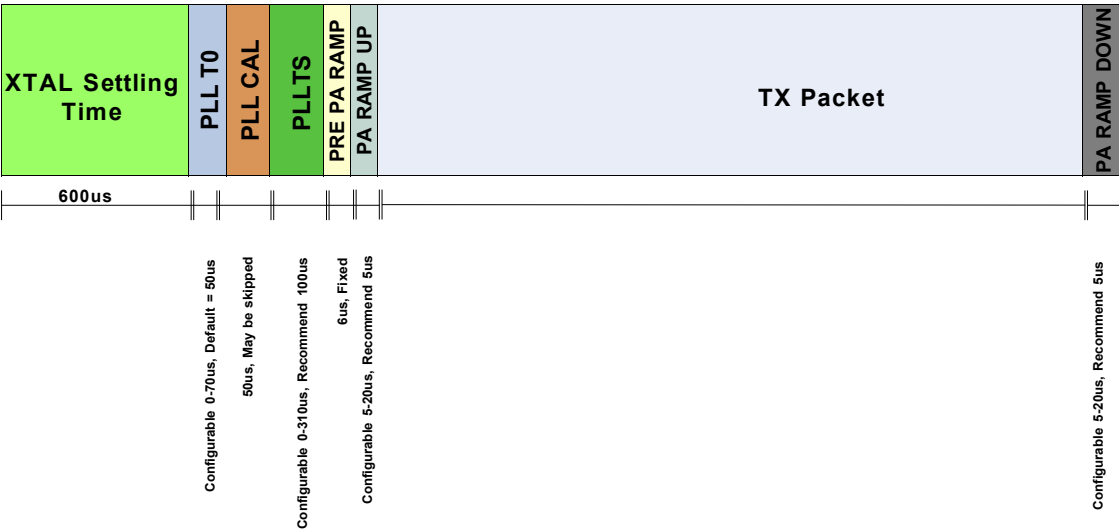 XTAL Settling
Time
PLL T0
PLL CAL
PLLTS
PRE PA RAMP
PA RAMP UP
TX Packet
PA RAMP DOWN
600us
Configurable 0-70us, Default = 50us
50us, May be skipped
Configurable 0-310us, Recommend 100us
6us, Fixed
Configurable 5-20us, Recommend 5us
Configurable 5-20us, Recommend 5us